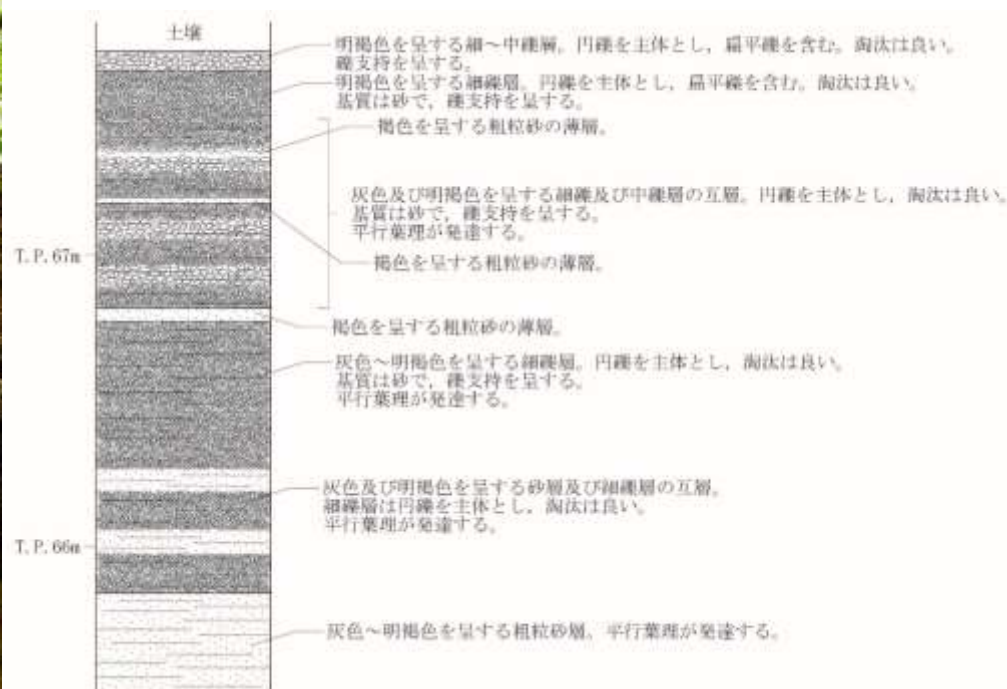 土壌
明褐色を呈する細～中礫層。円礫を主体とし，扁平礫を含む。淘汰は良い。
礫支持を呈する。
明褐色を呈する細礫層。円礫を主体とし，扁平礫を含む。淘汰は良い。
基質は砂で，礫支持を呈する。
褐色を呈する粗粒砂の薄層。
灰色及び明褐色を呈する細礫及び中礫層の互層。円礫を主体とし，淘汰は良い。
基質は砂で，礫支持を呈する。
平行葉理が発達する。
T.P.67m
褐色を呈する粗粒砂の薄層。
褐色を呈する粗粒砂の薄層。
灰色～明褐色を呈する細礫層。円礫を主体とし，淘汰は良い。
基質は砂で，礫支持を呈する。
平行葉理が発達する。
灰色及び明褐色を呈する砂層及び細礫層の互層。
細礫層は円礫を主体とし，淘汰は良い。
平行葉理が発達する。
T.P.66m
灰色～明褐色を呈する粗粒砂層。平行葉理が発達する。